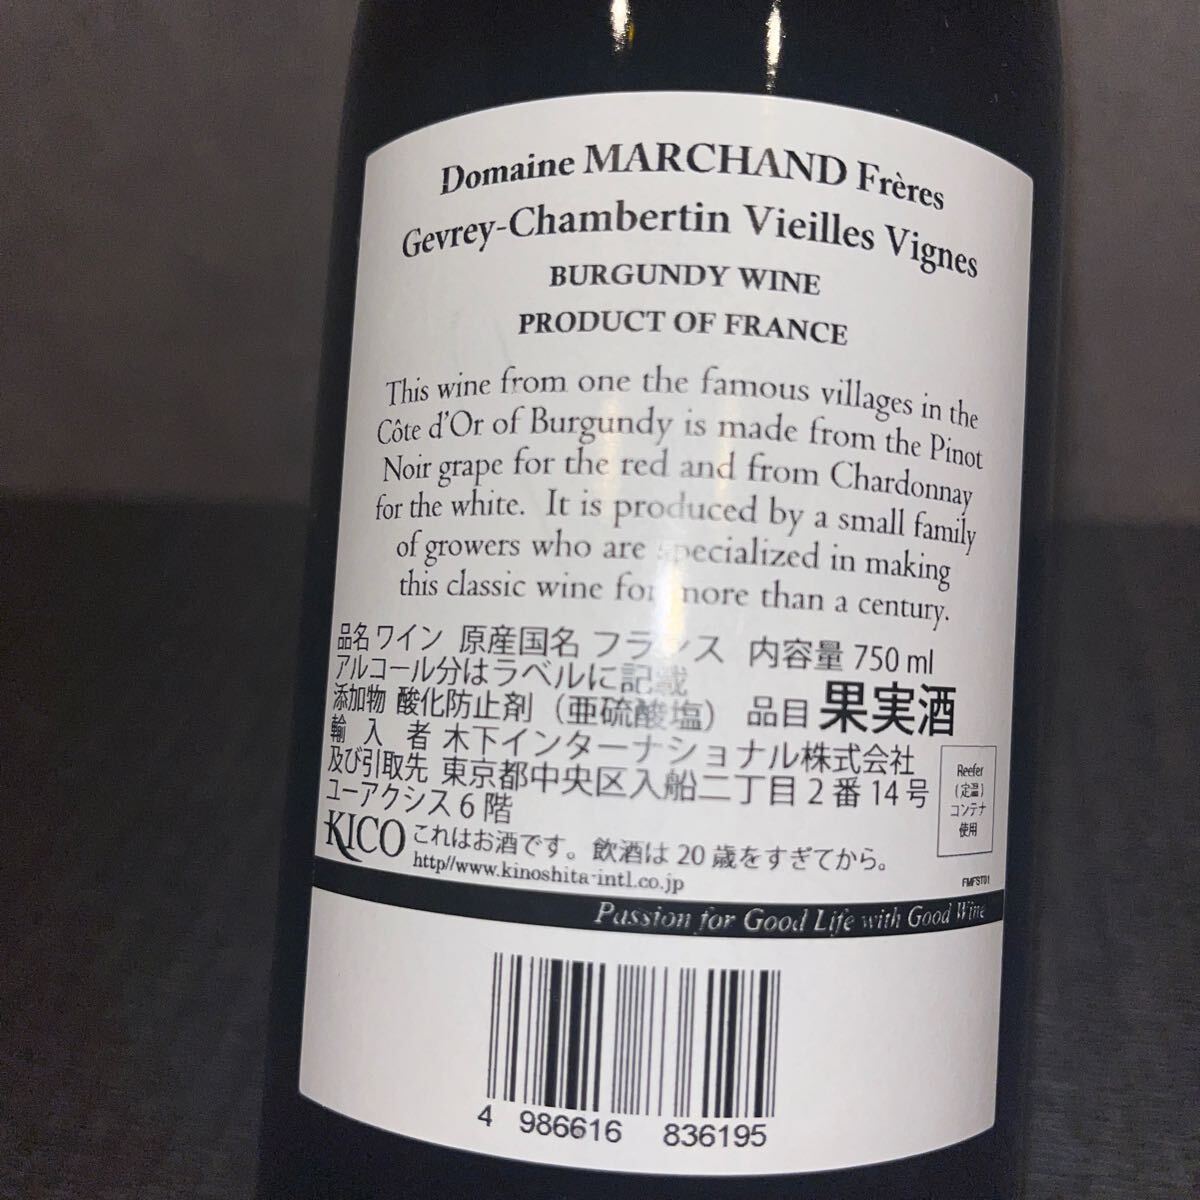 Domaine MARCHAND Frères
Gevrey-Chambertin Vieilles Vignes
BURGUNDY WINE
PRODUCT OF FRANCE
This wine from one the famous villages in the
Côte d'Or of Burgundy is made from the Pinot
Noir grape for the red and from Chardonnay
for the white. It is produced by a small family
of growers who are specialized in making
this classic wine for more than a century.
品名 ワイン 原産国名 フランス 内容量 750 ml
アルコール分はラベルに記載
添加物 酸化防止剤（亜硫酸塩） 品目 果実酒
輸入者 木下インターナショナル株式会社
及び引取先 東京都中央区入船二丁目2番14号
ユーアクシス6階
Reefer
(定温)
コンテナ
使用
KICO これはお酒です。飲酒は20歳をすぎてから。
http//www.kinoshita-intl.co.jp
FMFST01
Passion for Good Life with Good Wine
4 986616 836195